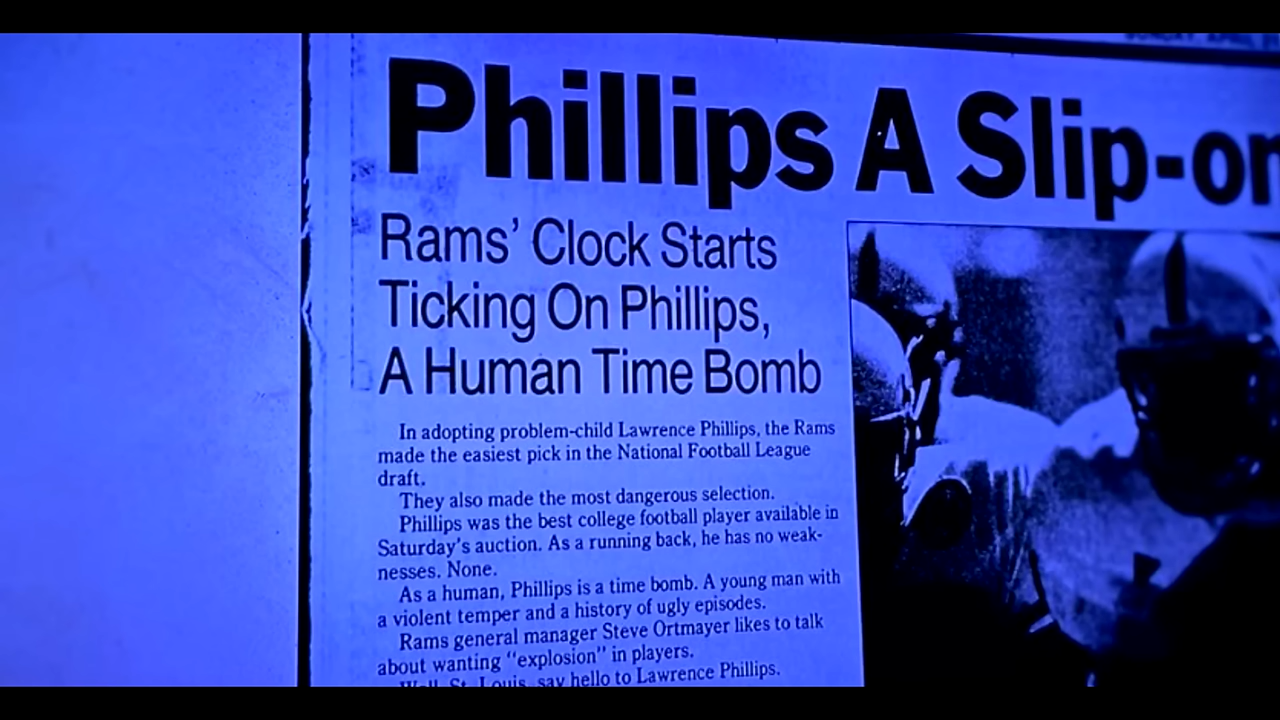 Phillips A Slip-on
Rams' Clock Starts
Ticking On Phillips,
A Human Time Bomb
In adopting problem-child Lawrence Phillips, the Rams
made the easiest pick in the National Football League
draft.
They also made the most dangerous selection.
Phillips was the best college football player available in
Saturday's auction. As a running back, he has no weak-
nesses. None.
As a human, Phillips is a time bomb. A young man with
a violent temper and a history of ugly episodes.
Rams general manager Steve Ortmayer likes to talk
about wanting "explosion" in players.
Well, St. Louis, say hello to Lawrence Phillips.